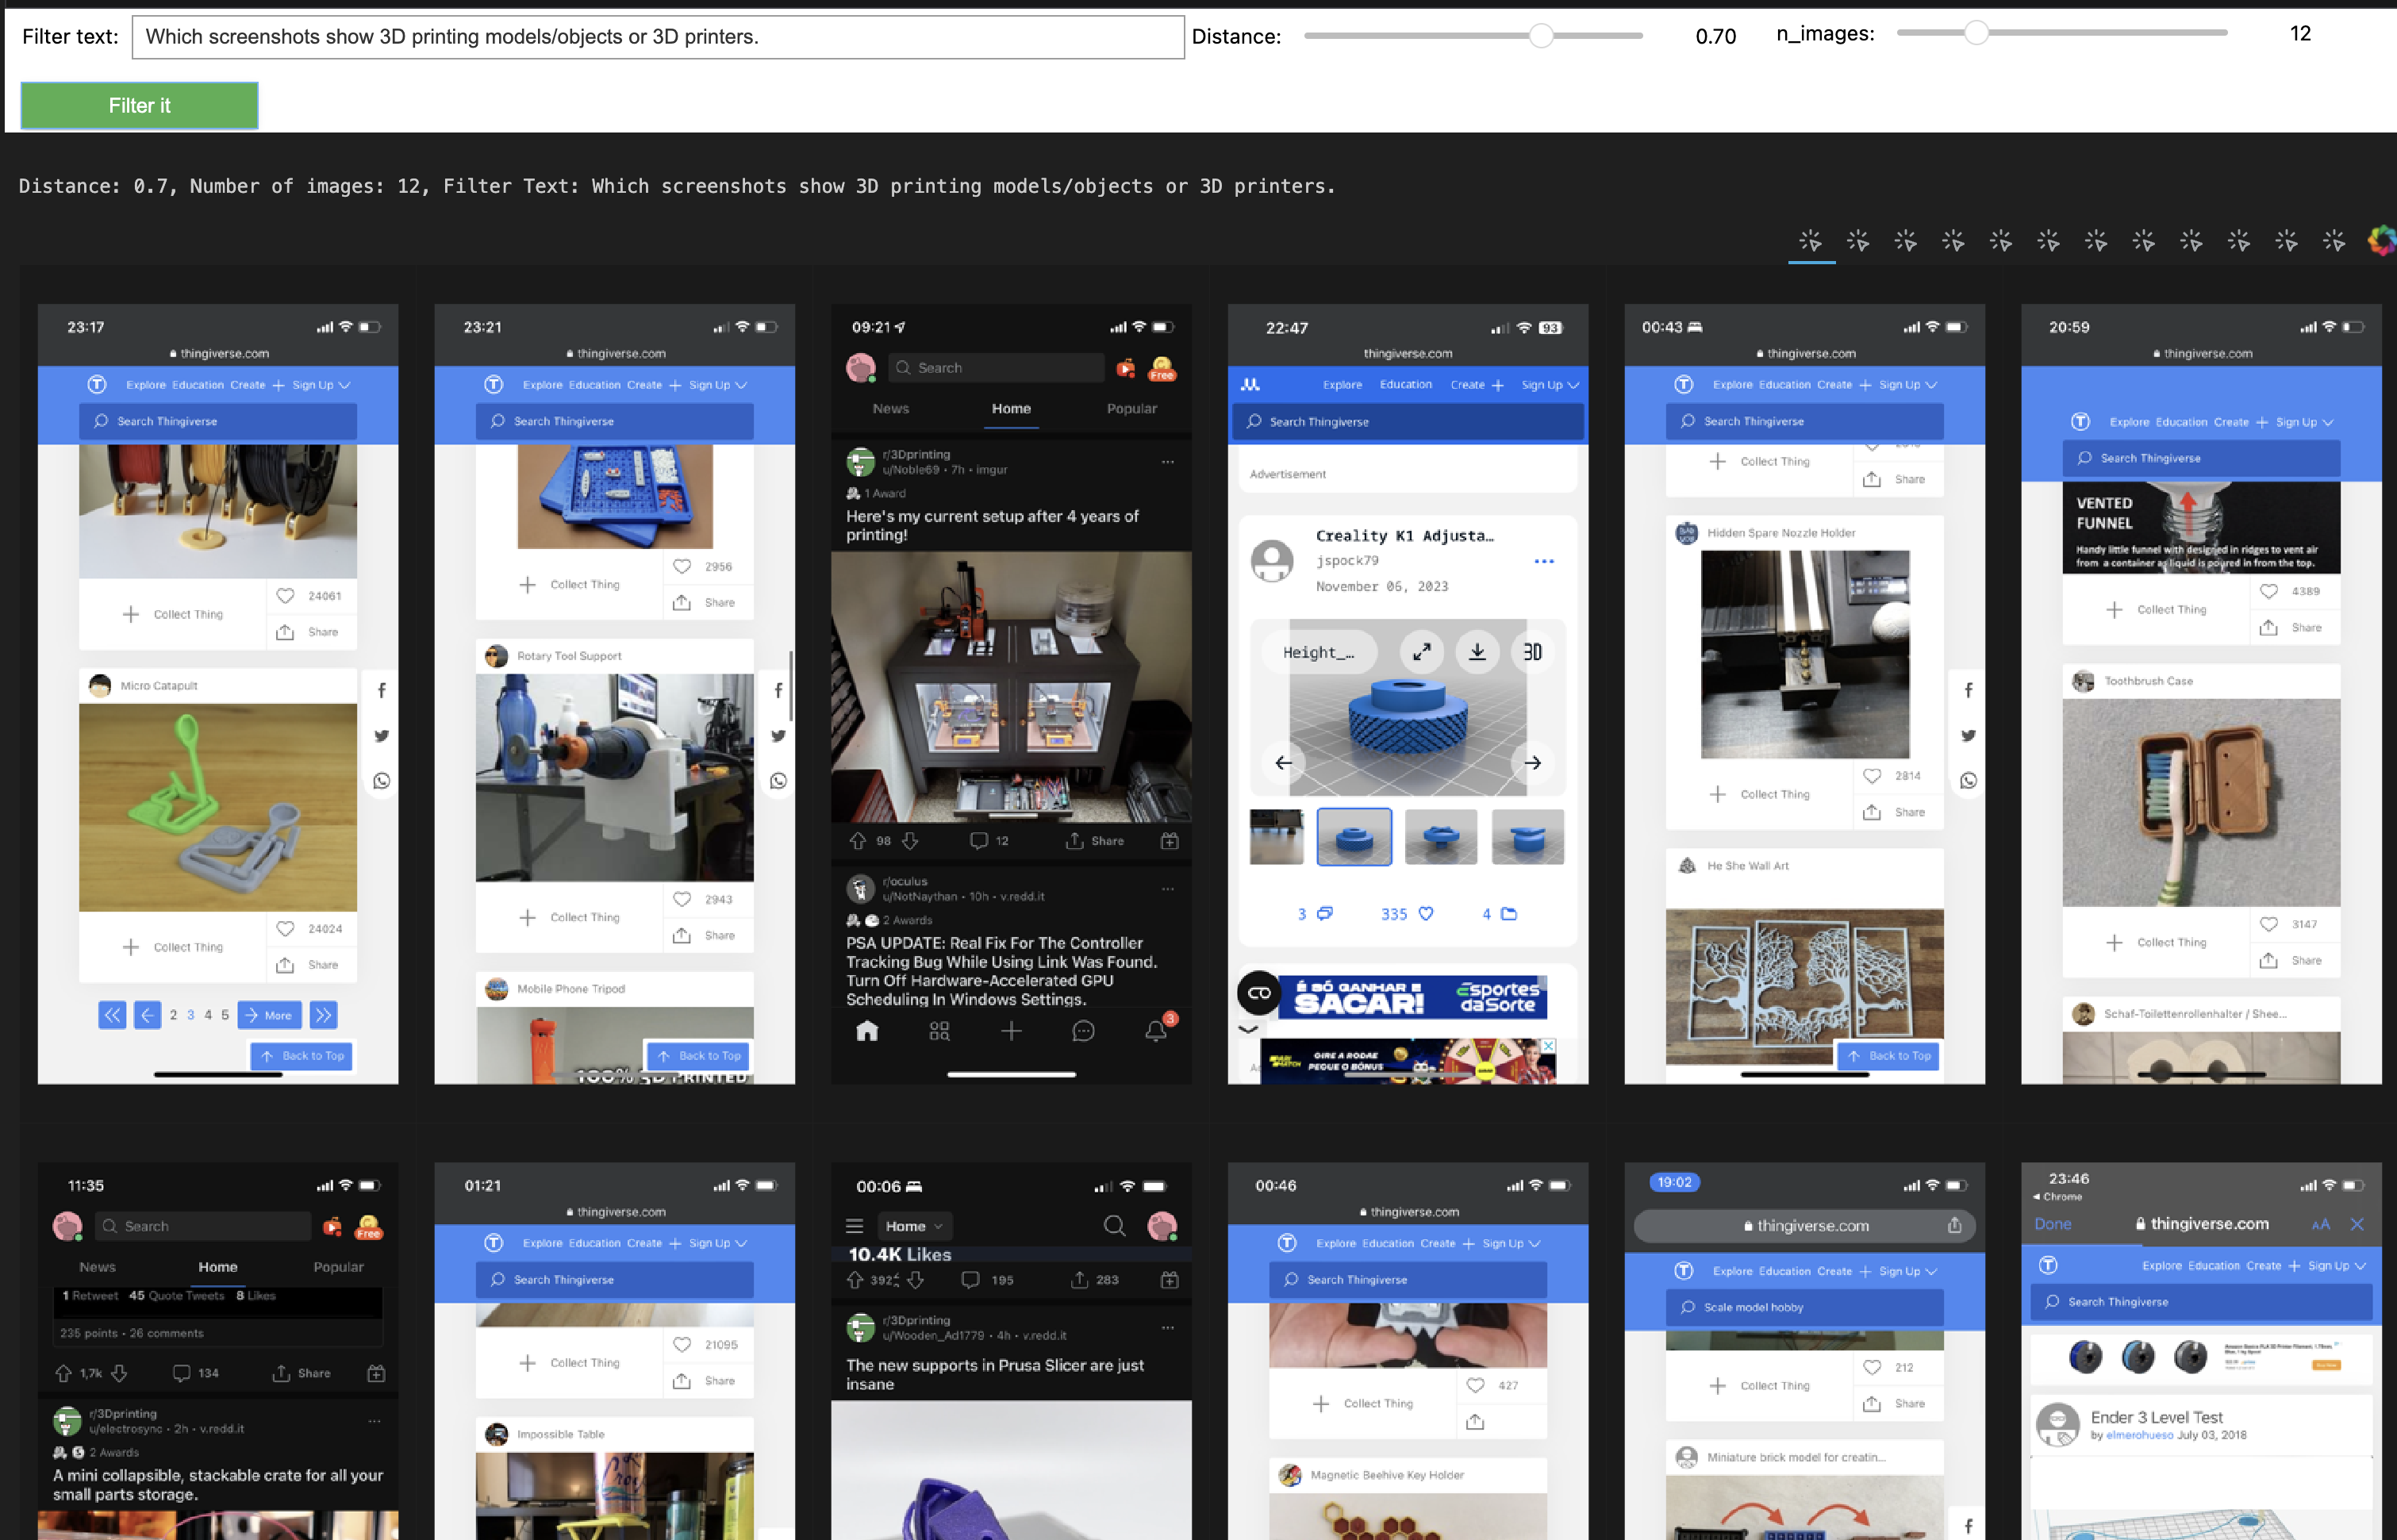 Filter text:
Which screenshots show 3D printing models/objects or 3D printers.
Distance:
0.70
n_images:
12
Filter it
Distance: 0.7, Number of images: 12, Filter Text: Which screenshots show 3D printing models/objects or 3D printers.
23:17
thingiverse.com
Explore Education Create + Sign Up
Search Thingiverse
Collect Thing
24061
Share
Micro Catapult
Collect Thing
24024
Share
2 3 4 5 More
Back to Top
23:21
thingiverse.com
Explore Education Create + Sign Up
Search Thingiverse
Collect Thing
2956
Share
Rotary Tool Support
Collect Thing
2943
Share
Mobile Phone Tripod
100% 3D PRINTED
Back to Top
09:21
Search
Free
News Home Popular
r/3Dprinting
u/Noble69 • 7h • imgur
1 Award
Here's my current setup after 4 years of
printing!
98
12
Share
r/oculus
u/NotNaythan • 10h • v.redd.it
2 Awards
PSA UPDATE: Real Fix For The Controller
Tracking Bug While Using Link Was Found.
Turn Off Hardware-Accelerated GPU
Scheduling In Windows Settings.
3
22:47
93
thingiverse.com
Explore Education Create + Sign Up
Search Thingiverse
Advertisement
Creality K1 Adjusta…
jspock79
November 06, 2023
Height_…
3D
3
335
4
É SÓ GANHAR E
SACAR!
esportes
daSorte
GIRE A RODA E
PEGUE O BÔNUS
00:43
thingiverse.com
Explore Education Create + Sign Up
Search Thingiverse
Collect Thing
Share
Hidden Spare Nozzle Holder
Collect Thing
2814
Share
He She Wall Art
Back to Top
20:59
thingiverse.com
Explore Education Create + Sign Up
Search Thingiverse
VENTED
FUNNEL
Handy little funnel with designed in ridges to vent air
from a container as liquid is poured in from the top.
Collect Thing
4389
Share
Toothbrush Case
Collect Thing
3147
Share
Schaf-Toilettenrollenhalter / Shee...
11:35
Search
Free
News Home Popular
1 Retweet 45 Quote Tweets 8 Likes
235 points • 26 comments
1,7k
134
Share
r/3Dprinting
u/electrosync • 2h • v.redd.it
2 Awards
A mini collapsible, stackable crate for all your
small parts storage.
01:21
thingiverse.com
Explore Education Create + Sign Up
Search Thingiverse
Collect Thing
21095
Share
Impossible Table
00:06
Home
10.4K Likes
195
283
r/3Dprinting
u/Wooden_Ad1779 • 4h • v.redd.it
The new supports in Prusa Slicer are just
insane
00:46
thingiverse.com
Explore Education Create + Sign Up
Search Thingiverse
Collect Thing
427
Magnetic Beehive Key Holder
19:02
thingiverse.com
Explore Education Create + Sign Up
Scale model hobby
Collect Thing
212
Share
Miniature brick model for creatin...
23:46
Chrome
Done
thingiverse.com
AA
Explore Education Create + Sign Up
Search Thingiverse
Ender 3 Level Test
by elmerohueso July 03, 2018